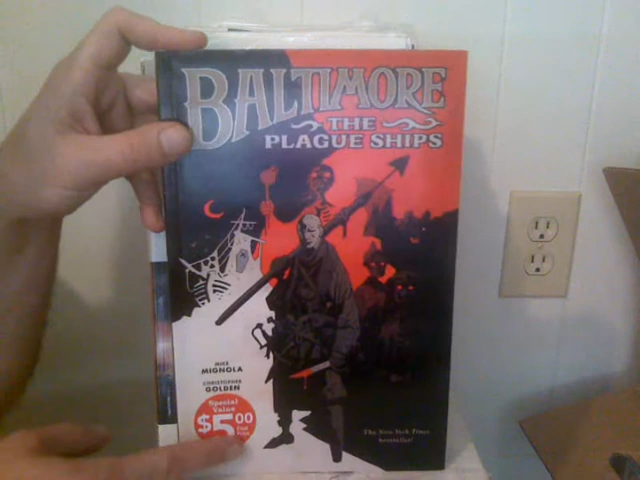 BALTIMORE
THE
PLAGUE SHIPS
MIKE
MIGNOLA
CHRISTOPHER
GOLDEN
Special
Value
$5.00
The New York Times
bestseller!